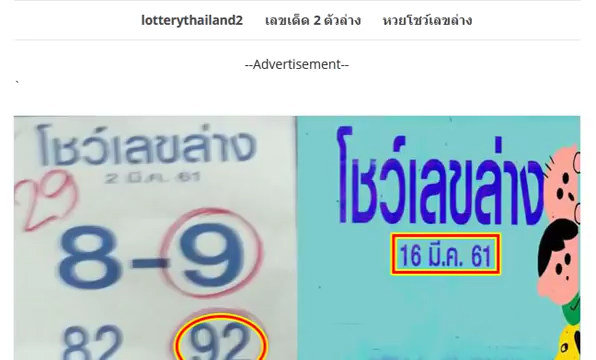 lotterythailand2 เลขเด็ด 2 ตัวล่าง หวยโชว์เลขล่าง
--Advertisement--
`
โชว์เลขล่าง
2 มี.ค. 61
29
8-9
82 92
โชว์เลขล่าง
16 มี.ค. 61